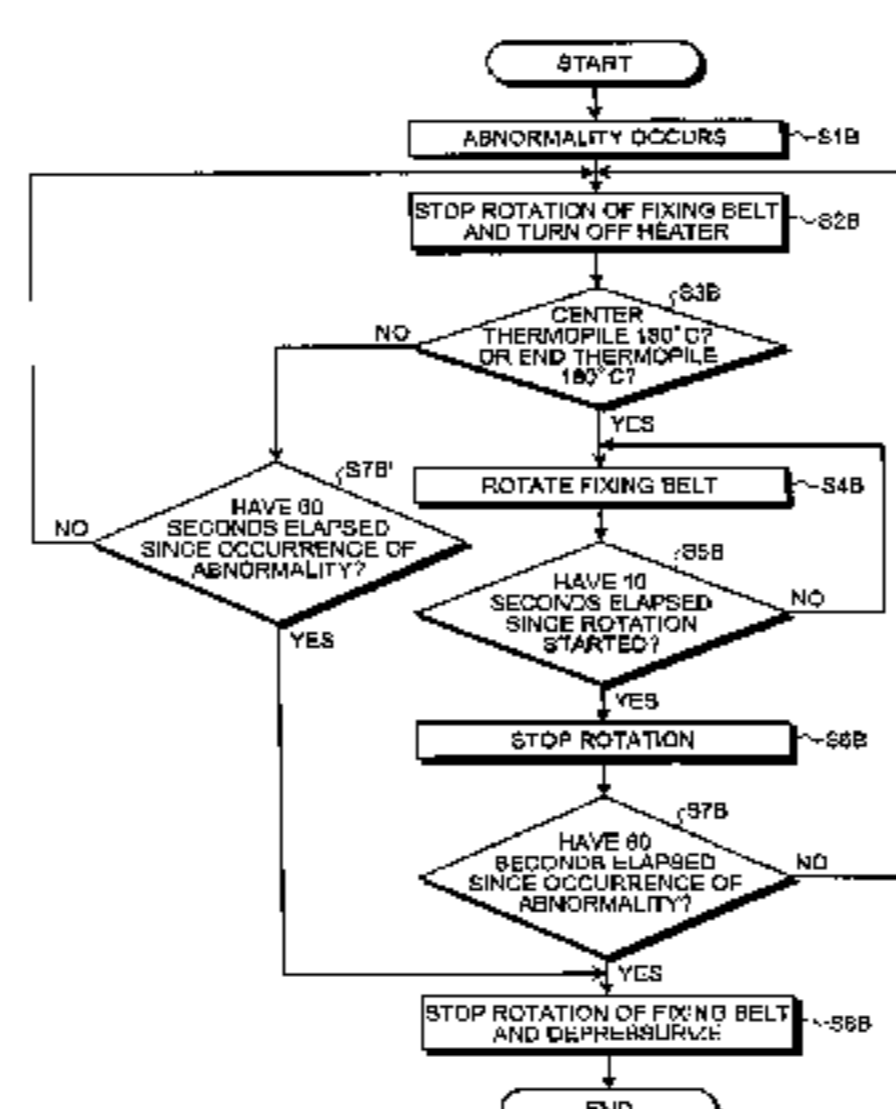 START
ABNORMALITY OCCURS
S1B
STOP ROTATION OF FIXING BELT
AND TURN OFF HEATER
S2B
S3B
CENTER
THERMOPILE 180°C?
OR END THERMOPILE
180°C?
NO
YES
ROTATE FIXING BELT
S4B
S7B'
HAVE 60
SECONDS ELAPSED
SINCE OCCURRENCE OF
ABNORMALITY?
NO
YES
S5B
HAVE 10
SECONDS ELAPSED
SINCE ROTATION
STARTED?
NO
YES
STOP ROTATION
S6B
S7B
HAVE 60
SECONDS ELAPSED
SINCE OCCURRENCE OF
ABNORMALITY?
NO
YES
STOP ROTATION OF FIXING BELT
AND DEPRESSURIZE
S8B
END